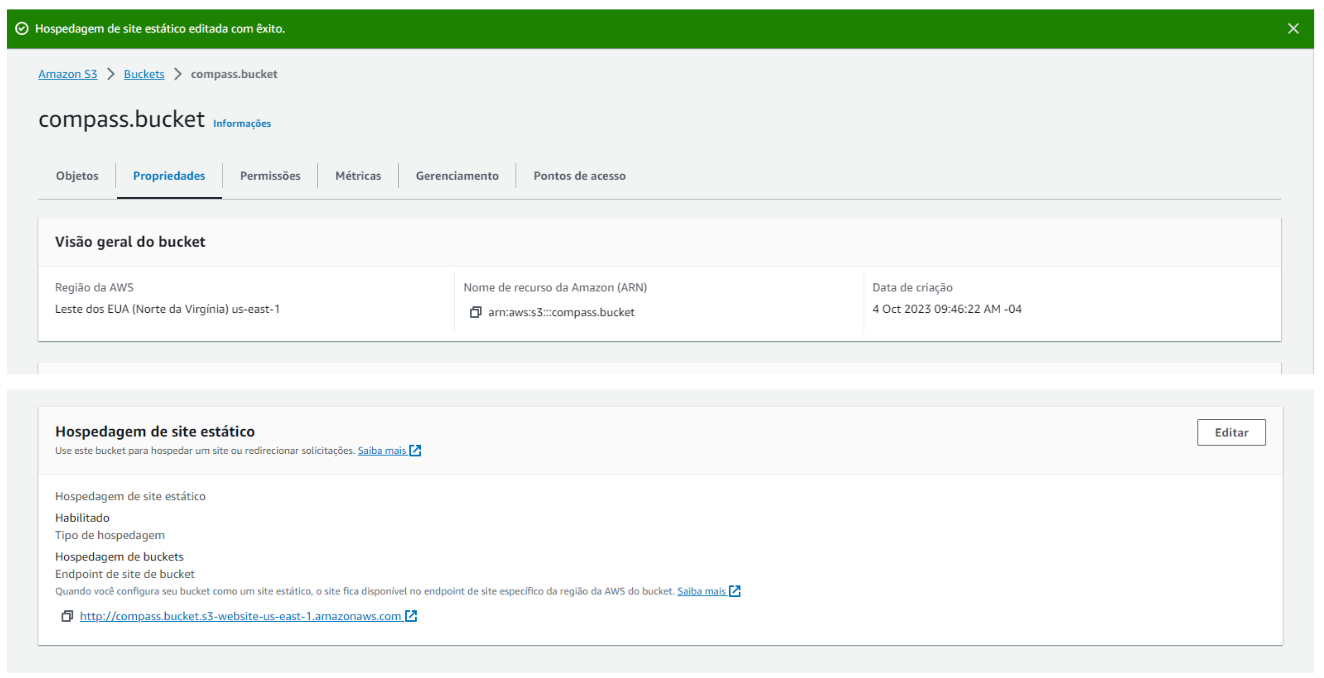 Hospedagem de site estático editada com êxito.
Amazon S3 > Buckets > compass.bucket
compass.bucket Informações
Objetos Propriedades Permissões Métricas Gerenciamento Pontos de acesso
Visão geral do bucket
Região da AWS
Leste dos EUA (Norte da Virgínia) us-east-1
Nome de recurso da Amazon (ARN)
arn:aws:s3:::compass.bucket
Data de criação
4 Oct 2023 09:46:22 AM -04
Hospedagem de site estático
Editar
Use este bucket para hospedar um site ou redirecionar solicitações. Saiba mais
Hospedagem de site estático
Habilitado
Tipo de hospedagem
Hospedagem de buckets
Endpoint de site de bucket
Quando você configura seu bucket como um site estático, o site fica disponível no endpoint de site específico da região da AWS do bucket. Saiba mais
http://compass.bucket.s3-website-us-east-1.amazonaws.com